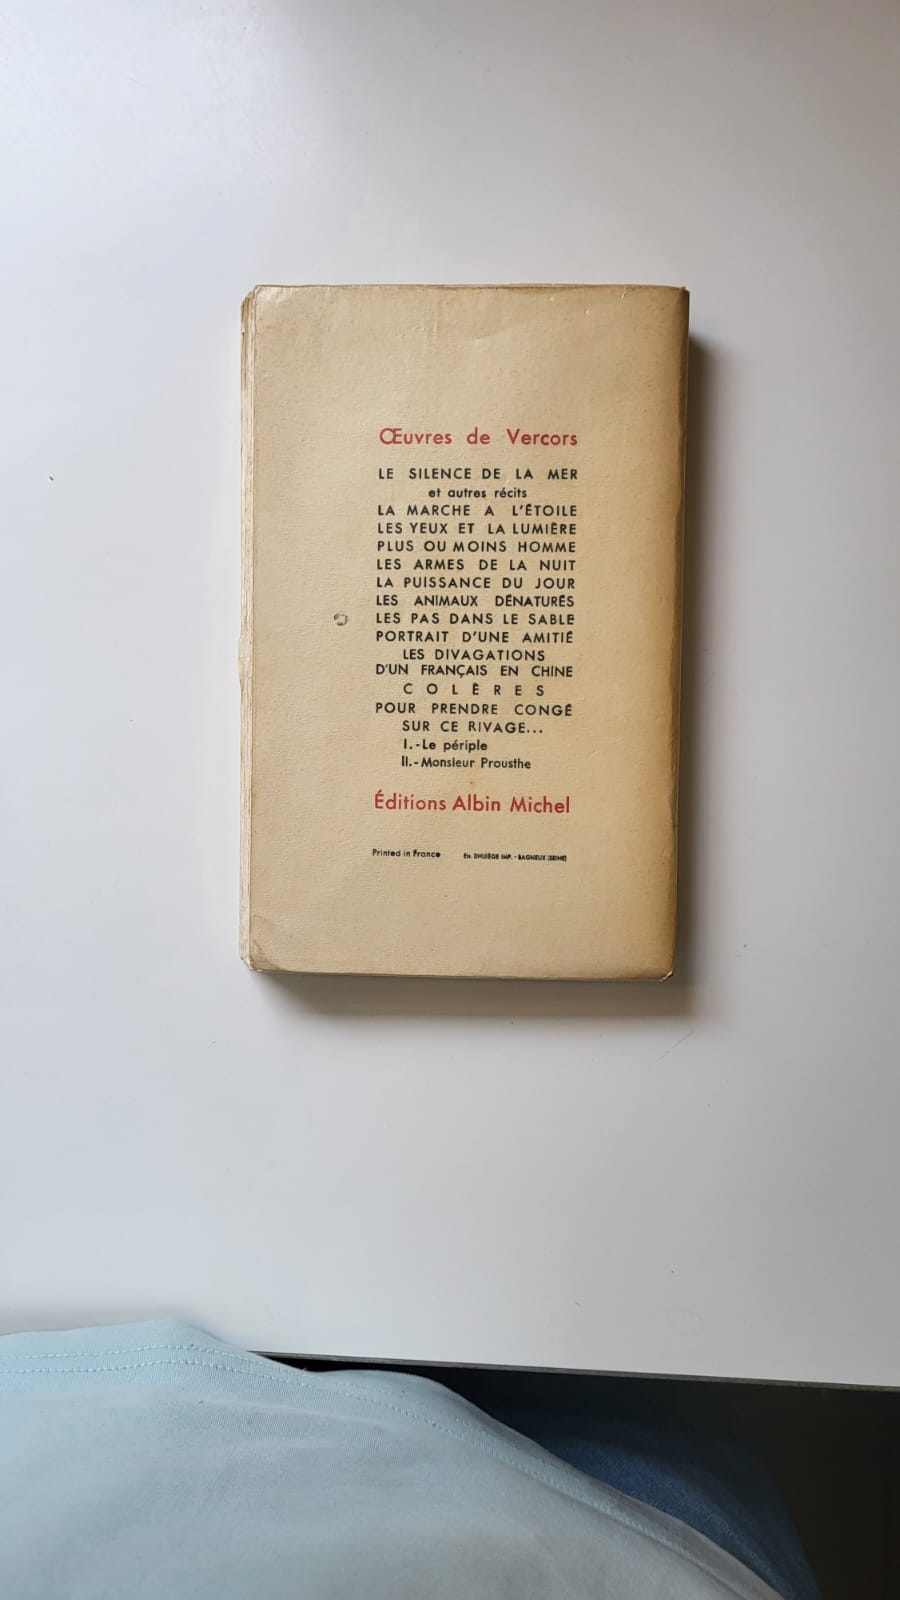 Œuvres de Vercors
LE SILENCE DE LA MER
et autres récits
LA MARCHE A L'ÉTOILE
LES YEUX ET LA LUMIÈRE
PLUS OU MOINS HOMME
LES ARMES DE LA NUIT
LA PUISSANCE DU JOUR
LES ANIMAUX DÉNATURÉS
LES PAS DANS LE SABLE
PORTRAIT D'UNE AMITIÉ
LES DIVAGATIONS
D'UN FRANÇAIS EN CHINE
COLÈRES
POUR PRENDRE CONGÉ
SUR CE RIVAGE...
I.-Le périple
II.-Monsieur Prousthe
Éditions Albin Michel
Printed in France IMP. - BAGNEUX (SEINE)